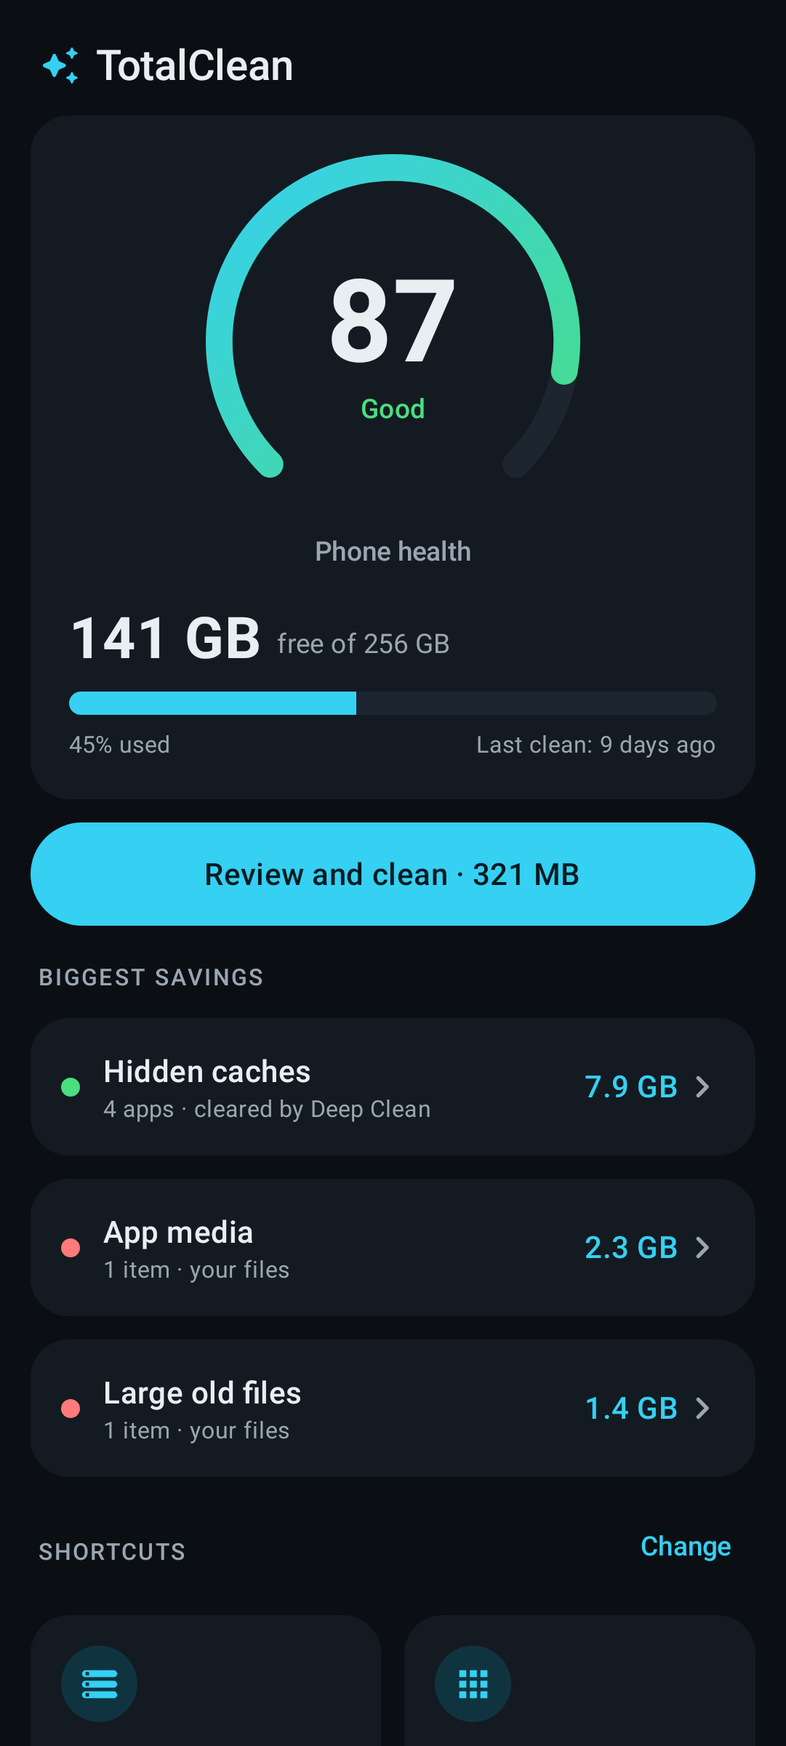 TotalClean
87
Good
Phone health
141 GB free of 256 GB
45% used Last clean: 9 days ago
Review and clean · 321 MB
BIGGEST SAVINGS
Hidden caches
4 apps · cleared by Deep Clean
7.9 GB
App media
1 item · your files
2.3 GB
Large old files
1 item · your files
1.4 GB
SHORTCUTS
Change